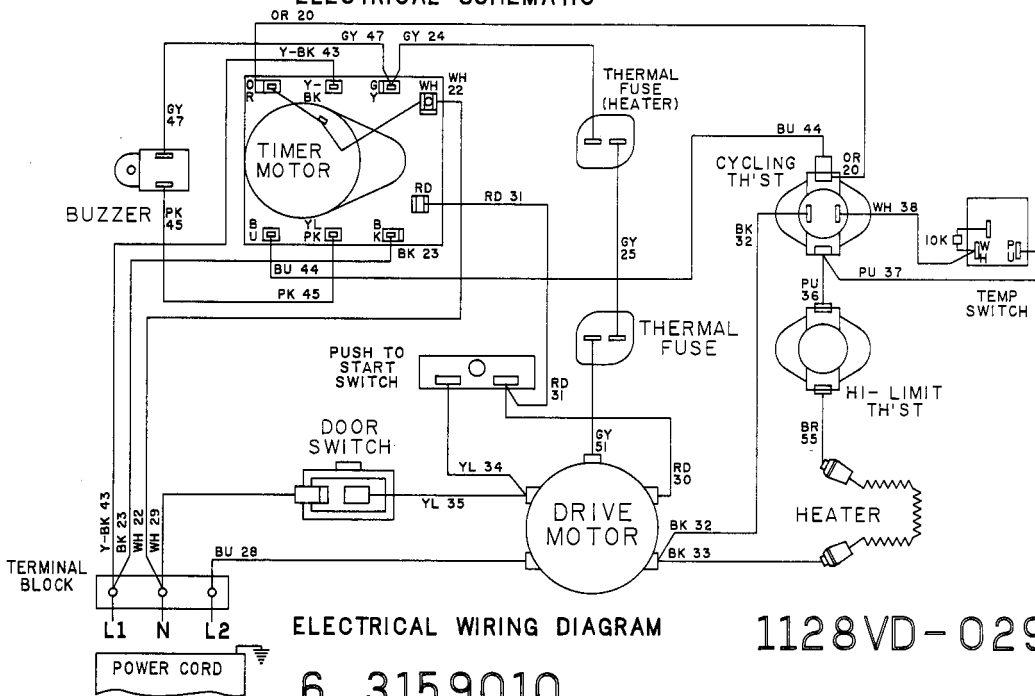 ELECTRICAL SCHEMATIC
OR 20
GY 47
GY 24
Y-BK 43
O
R
Y-
BK
G
Y
WH
WH
22
THERMAL
FUSE
(HEATER)
GY
47
TIMER
MOTOR
BUZZER
PK
45
RD
RD 31
B
U
YL
PK
B
K
BK 23
BU 44
PK 45
GY
25
BU 44
CYCLING
TH'ST
OR
20
BK
32
WH 38
10K
W
H
P
U
PU 37
TEMP
SWITCH
PU
36
THERMAL
FUSE
HI- LIMIT
TH'ST
PUSH TO
START
SWITCH
RD
31
BR
55
DOOR
SWITCH
GY
51
YL 34
RD
30
YL 35
DRIVE
MOTOR
HEATER
BK 32
BK 33
Y-BK 43
BK 23
WH 22
WH 29
BU 28
TERMINAL
BLOCK
L1
N
L2
ELECTRICAL WIRING DIAGRAM
1128VD-029
POWER CORD
6 3159010